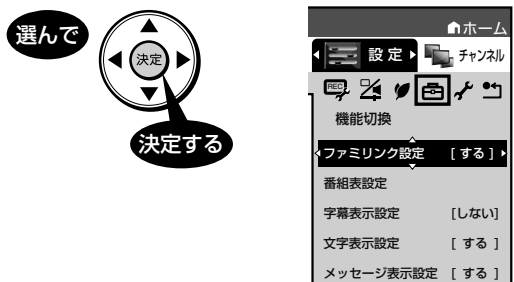 選んで
決定
決定する
ホーム
設定 チャンネル
REC
機能切換
ファミリンク設定 [する]
番組表設定
字幕表示設定 [しない]
文字表示設定 [する]
メッセージ表示設定 [する]